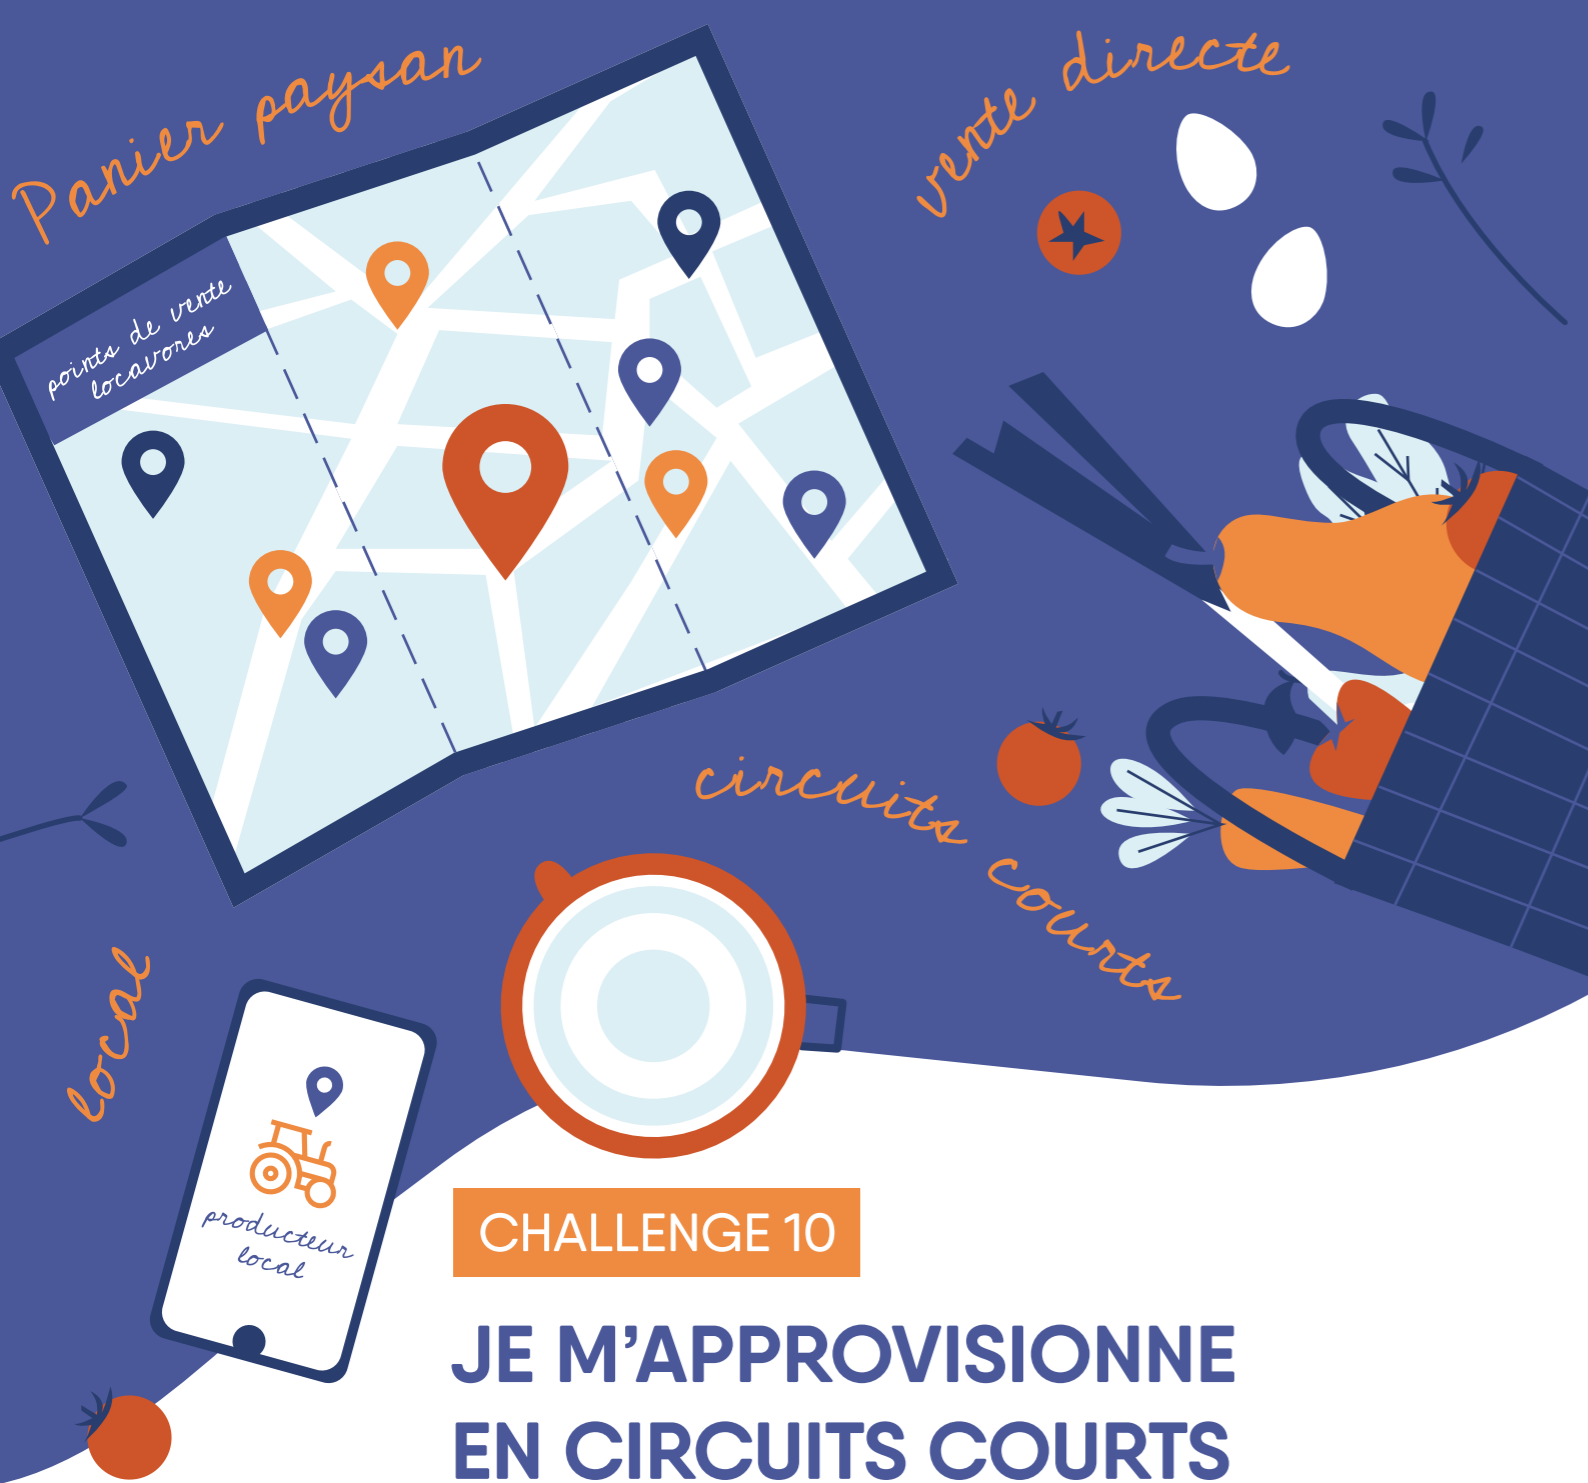 Panier paysan
vente directe
points de vente
locavores
circuits courts
local
producteur
local
CHALLENGE 10
JE M’APPROVISIONNE
EN CIRCUITS COURTS